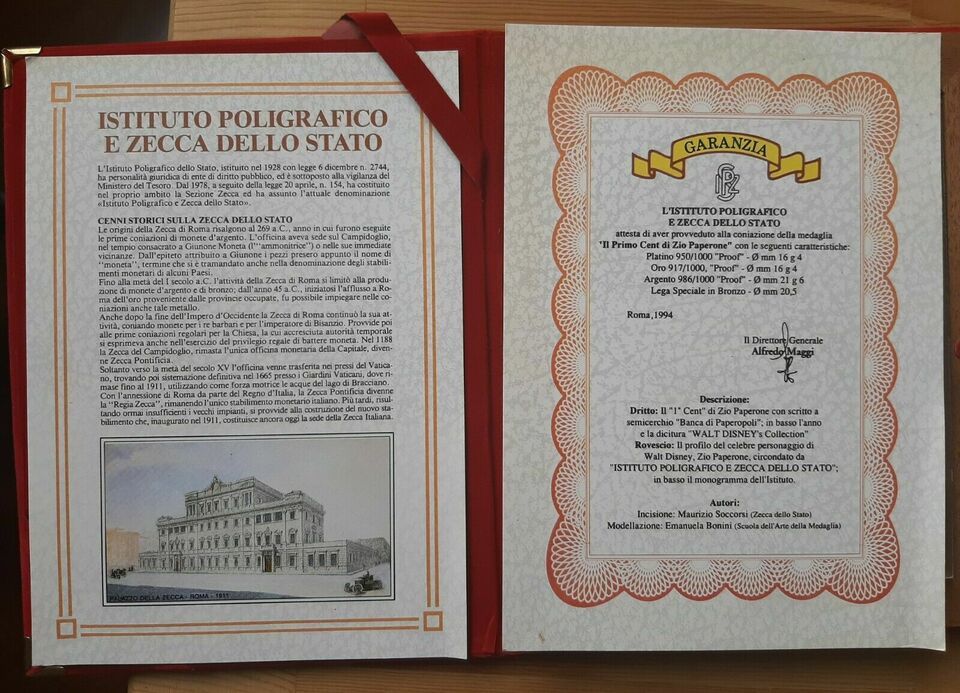 ISTITUTO POLIGRAFICO
E ZECCA DELLO STATO
L'Istituto Poligrafico dello Stato, istituito nel 1928 con legge 6 dicembre n. 2744,
ha personalità giuridica di ente di diritto pubblico, ed è sottoposto alla vigilanza del
Ministero del Tesoro. Dal 1978, a seguito della legge 20 aprile, n. 154, ha costituito
nel proprio ambito la Sezione Zecca ed ha assunto l'attuale denominazione
«Istituto Poligrafico e Zecca dello Stato».
CENNI STORICI SULLA ZECCA DELLO STATO
Le origini della Zecca di Roma risalgono al 269 a.C., anno in cui furono eseguite
le prime coniazioni di monete d'argento. L'officina aveva sede sul Campidoglio,
nel tempio consacrato a Giunone Moneta (l'"ammonitrice") o nelle sue immediate
vicinanze. Dall'epiteto attribuito a Giunone i pezzi presero appunto il nome di
"moneta", termine che si è tramandato anche nella denominazione degli stabili-
menti monetari di alcuni Paesi.
Fino alla metà del I secolo a.C. l'attività della Zecca di Roma si limitò alla produ-
zione di monete d'argento e di bronzo; dall'anno 45 a.C., iniziatosi l'afflusso a Ro-
ma dell'oro proveniente dalle provincie occupate, fu possibile impiegare nelle co-
niazioni anche tale metallo.
Anche dopo la fine dell'Impero d'Occidente la Zecca di Roma continuò la sua at-
tività, coniando monete per i re barbari e per l'imperatore di Bisanzio. Provvide poi
alle prime coniazioni regolari per la Chiesa, la cui accresciuta autorità temporale
si esprimeva anche nell'esercizio del privilegio regale di battere moneta. Nel 1188
la Zecca del Campidoglio, rimasta l'unica officina monetaria della Capitale, diven-
ne Zecca Pontificia.
Soltanto verso la metà del secolo XV l'officina venne trasferita nei pressi del Vatica-
no, trovando poi sistemazione definitiva nel 1665 presso i Giardini Vaticani, dove ri-
mase fino al 1911, utilizzando come forza motrice le acque del lago di Bracciano.
Con l'annessione di Roma da parte del Regno d'Italia, la Zecca Pontificia divenne
la "Regia Zecca", rimanendo l'unico stabilimento monetario italiano. Più tardi, risul-
tando ormai insufficienti i vecchi impianti, si provvide alla costruzione del nuovo sta-
bilimento che, inaugurato nel 1911, costituisce ancora oggi la sede della Zecca Italiana.
PALAZZO DELLA ZECCA - ROMA - 1911
GARANZIA
L'ISTITUTO POLIGRAFICO
E ZECCA DELLO STATO
attesta di aver provveduto alla coniazione della medaglia
"Il Primo Cent di Zio Paperone" con le seguenti caratteristiche:
Platino 950/1000 "Proof" - Ø mm 16 g 4
Oro 917/1000, "Proof" - Ø mm 16 g 4
Argento 986/1000 "Proof" - Ø mm 21 g 6
Lega Speciale in Bronzo - Ø mm 20,5
Roma, 1994
Il Direttore Generale
Alfredo Maggi
Descrizione:
Dritto: Il "1° Cent" di Zio Paperone con scritto a
semicerchio "Banca di Paperopoli"; in basso l'anno
e la dicitura "WALT DISNEY's Collection"
Rovescio: Il profilo del celebre personaggio di
Walt Disney, Zio Paperone, circondato da
"ISTITUTO POLIGRAFICO E ZECCA DELLO STATO";
in basso il monogramma dell'Istituto.
Autori:
Incisione: Maurizio Soccorsi (Zecca dello Stato)
Modellazione: Emanuela Bonini (Scuola dell'Arte della Medaglia)